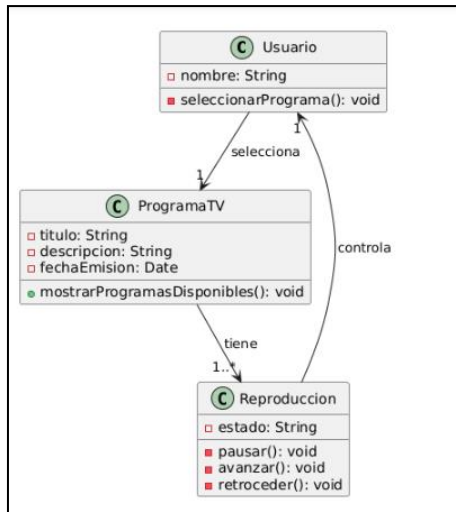 C Usuario
nombre: String
seleccionarPrograma(): void
1
selecciona
1
C ProgramaTV
titulo: String
descripcion: String
fechaEmision: Date
mostrarProgramasDisponibles(): void
controla
tiene
1..*
C Reproduccion
estado: String
pausar(): void
avanzar(): void
retroceder(): void